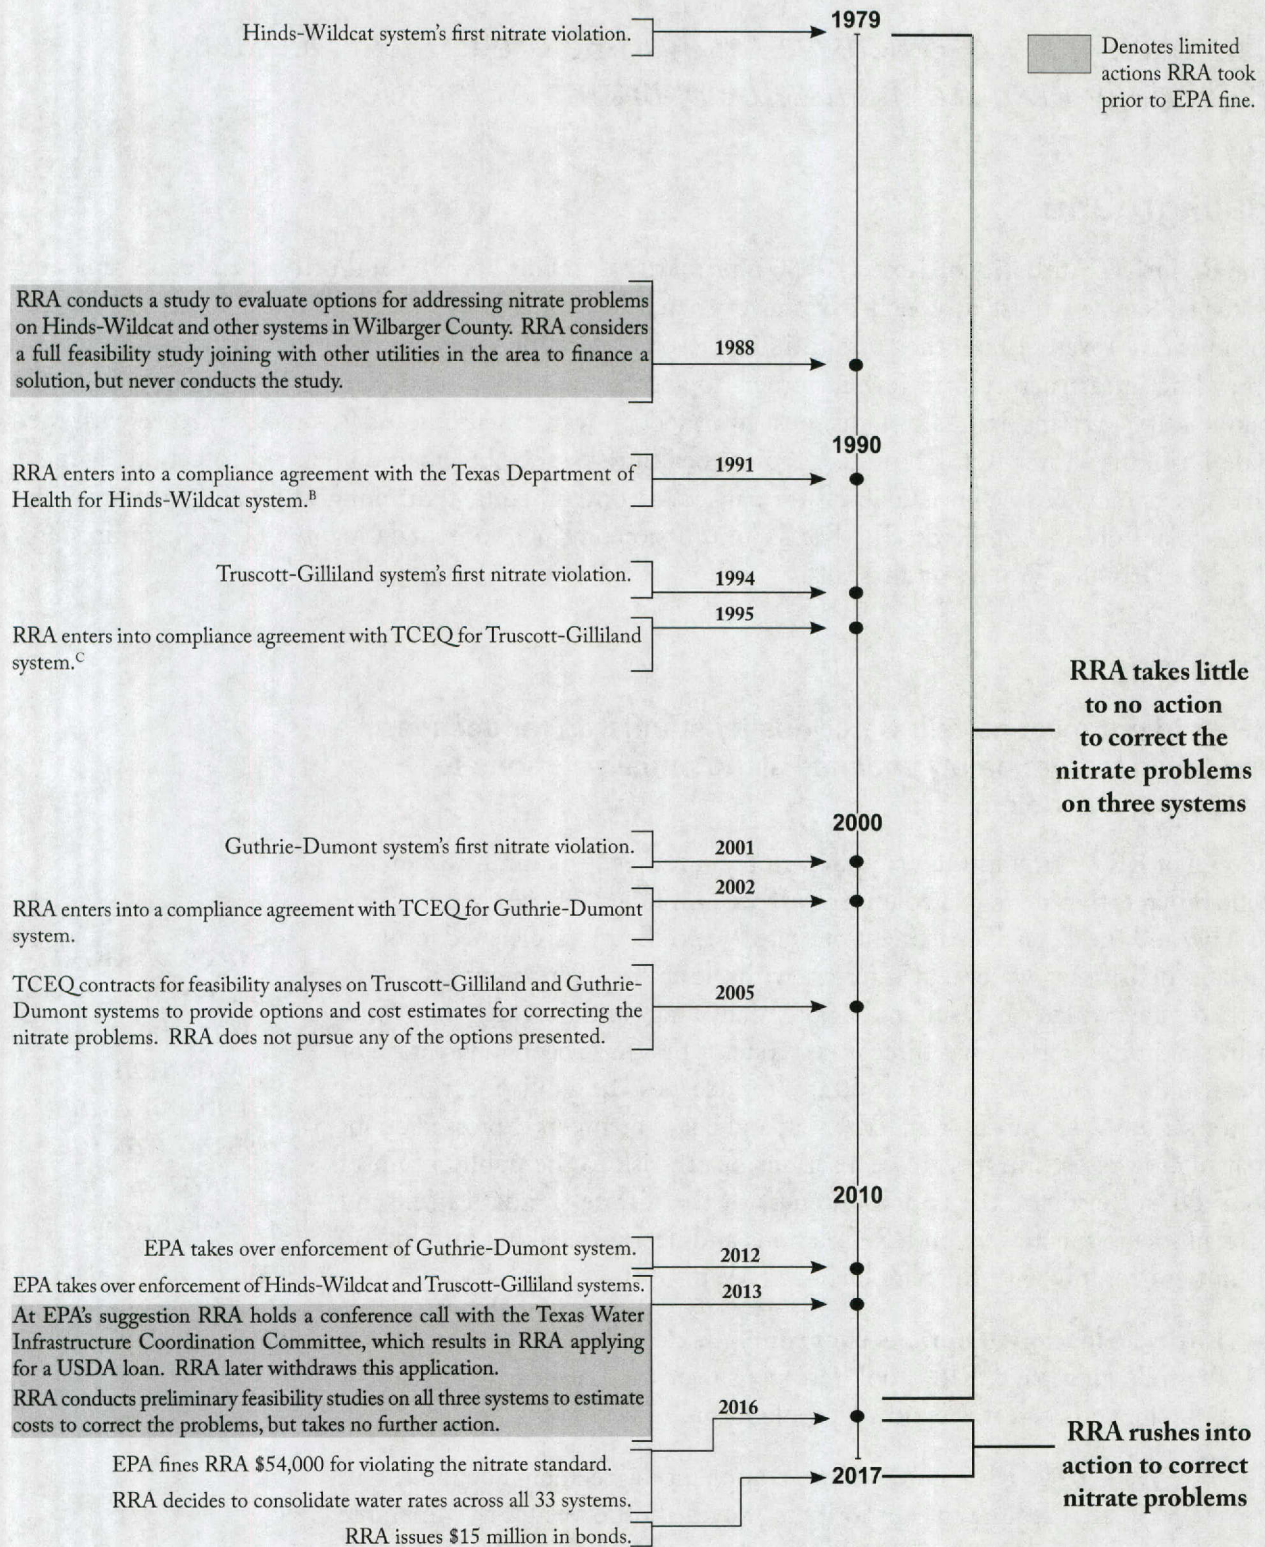 1979
Hinds-Wildcat system's first nitrate violation.
Denotes limited
actions RRA took
prior to EPA fine.
RRA conducts a study to evaluate options for addressing nitrate problems
on Hinds-Wildcat and other systems in Wilbarger County. RRA considers
a full feasibility study joining with other utilities in the area to finance a
solution, but never conducts the study.
1988
1990
RRA enters into a compliance agreement with the Texas Department of
Health for Hinds-Wildcat system.B
1991
Truscott-Gilliland system's first nitrate violation.
1994
1995
RRA enters into compliance agreement with TCEQ for Truscott-Gilliland
system.C
RRA takes little
to no action
to correct the
nitrate problems
on three systems
2000
Guthrie-Dumont system's first nitrate violation.
2001
2002
RRA enters into a compliance agreement with TCEQ for Guthrie-Dumont
system.
TCEQ contracts for feasibility analyses on Truscott-Gilliland and Guthrie-
Dumont systems to provide options and cost estimates for correcting the
nitrate problems. RRA does not pursue any of the options presented.
2005
2010
EPA takes over enforcement of Guthrie-Dumont system.
2012
EPA takes over enforcement of Hinds-Wildcat and Truscott-Gilliland systems.
2013
At EPA's suggestion RRA holds a conference call with the Texas Water
Infrastructure Coordination Committee, which results in RRA applying
for a USDA loan. RRA later withdraws this application.
RRA conducts preliminary feasibility studies on all three systems to estimate
costs to correct the problems, but takes no further action.
2016
EPA fines RRA $54,000 for violating the nitrate standard.
RRA decides to consolidate water rates across all 33 systems.
2017
RRA issues $15 million in bonds.
RRA rushes into
action to correct
nitrate problems